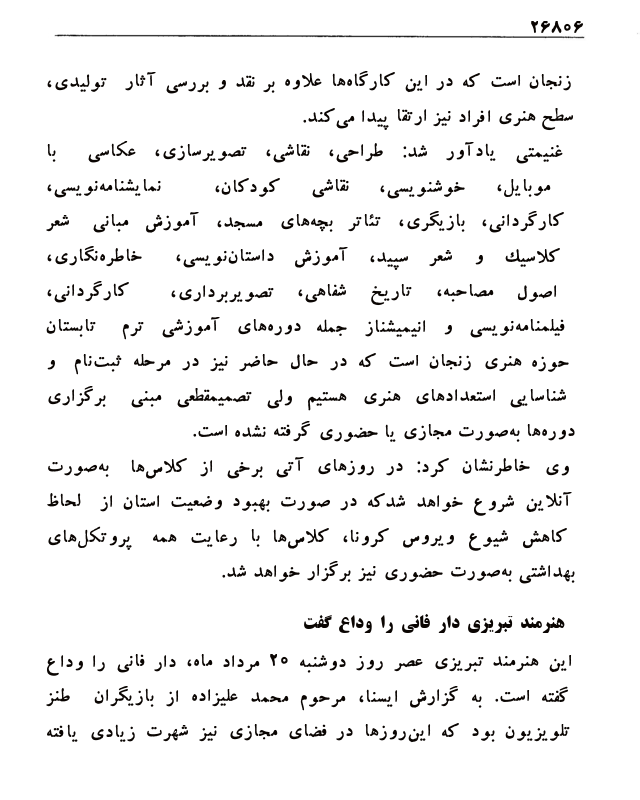 ۲۶۸۰۶
زنجان است که در این کارگاه‌ها علاوه بر نقد و بررسی آثار تولیدی،
سطح هنری افراد نیز ارتقا پیدا می‌کند.
غنیمتی یادآور شد: طراحی، نقاشی، تصویرسازی، عکاسی با
موبایل، خوشنویسی، نقاشی کودکان، نمایشنامه‌نویسی،
کارگردانی، بازیگری، تئاتر بچه‌های مسجد، آموزش مبانی شعر
کلاسیك و شعر سپید، آموزش داستان‌نویسی، خاطره‌نگاری،
اصول مصاحبه، تاریخ شفاهی، تصویربرداری، کارگردانی،
فیلمنامه‌نویسی و انیمیشناز جمله دوره‌های آموزشی ترم تابستان
حوزه هنری زنجان است که در حال حاضر نیز در مرحله ثبت‌نام و
شناسایی استعدادهای هنری هستیم ولی تصمیمقطعی مبنی برگزاری
دوره‌ها به‌صورت مجازی یا حضوری گرفته نشده است.
وی خاطرنشان کرد: در روزهای آتی برخی از کلاس‌ها به‌صورت
آنلاین شروع خواهد شدکه در صورت بهبود وضعیت استان از لحاظ
کاهش شیوع ویروس کرونا، کلاس‌ها با رعایت همه پروتکل‌های
بهداشتی به‌صورت حضوری نیز برگزار خواهد شد.
هنرمند تبریزی دار فانی را وداع گفت
این هنرمند تبریزی عصر روز دوشنبه ۲۰ مرداد ماه، دار فانی را وداع
گفته است. به گزارش ایسنا، مرحوم محمد علیزاده از بازیگران طنز
تلویزیون بود که این‌روزها در فضای مجازی نیز شهرت زیادی یافته